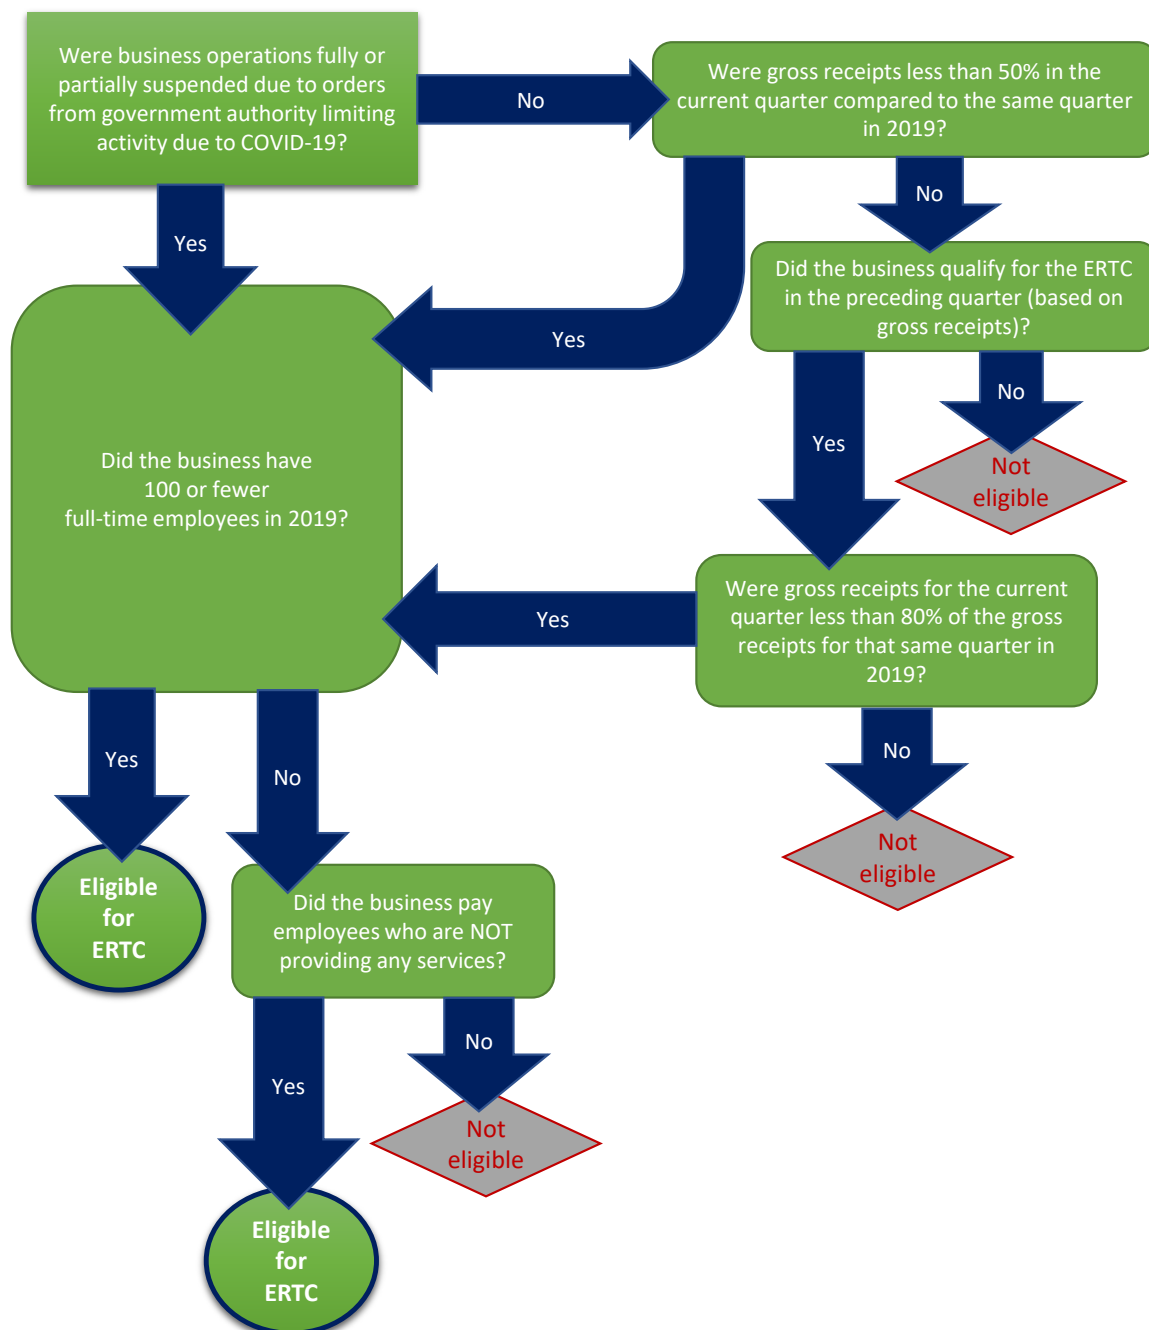 Were business operations fully or
partially suspended due to orders
from government authority limiting
activity due to COVID-19?
No
Were gross receipts less than 50% in the
current quarter compared to the same quarter
in 2019?
Yes
No
Did the business qualify for the ERTC
in the preceding quarter (based on
gross receipts)?
Yes
No
Not
eligible
Yes
Did the business have
100 or fewer
full-time employees in 2019?
Were gross receipts for the current
quarter less than 80% of the gross
receipts for that same quarter in
2019?
Yes
No
Not
eligible
Yes
No
Eligible
for
ERTC
Did the business pay
employees who are NOT
providing any services?
Yes
No
Not
eligible
Eligible
for
ERTC